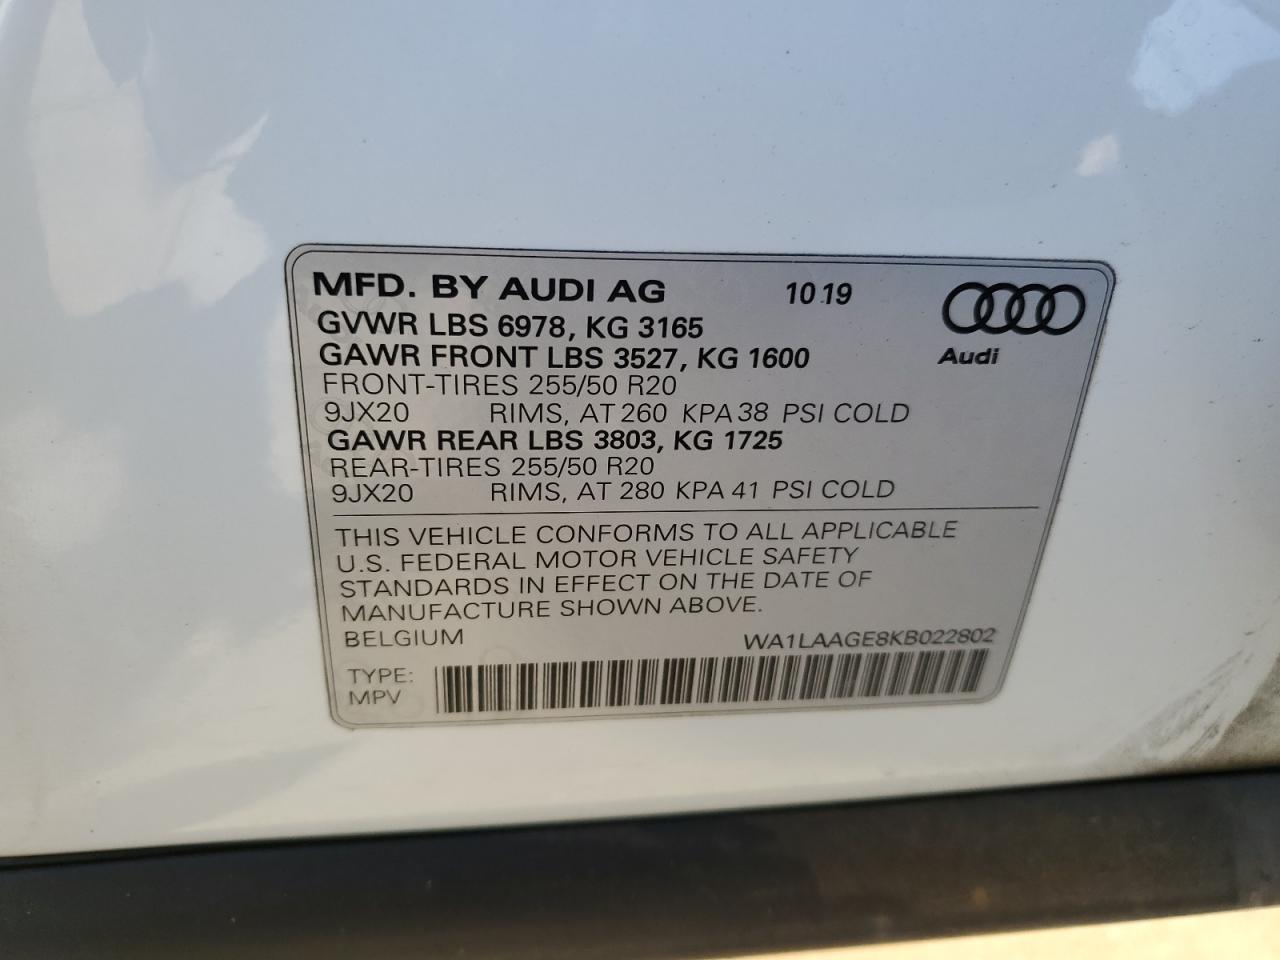 MFD. BY AUDI AG 10.19
GVWR LBS 6978, KG 3165
GAWR FRONT LBS 3527, KG 1600
Audi
FRONT-TIRES 255/50 R20
9JX20 RIMS, AT 260 KPA 38 PSI COLD
GAWR REAR LBS 3803, KG 1725
REAR-TIRES 255/50 R20
9JX20 RIMS, AT 280 KPA 41 PSI COLD
THIS VEHICLE CONFORMS TO ALL APPLICABLE
U.S. FEDERAL MOTOR VEHICLE SAFETY
STANDARDS IN EFFECT ON THE DATE OF
MANUFACTURE SHOWN ABOVE.
BELGIUM WA1LAAGE8KB022802
TYPE:
MPV